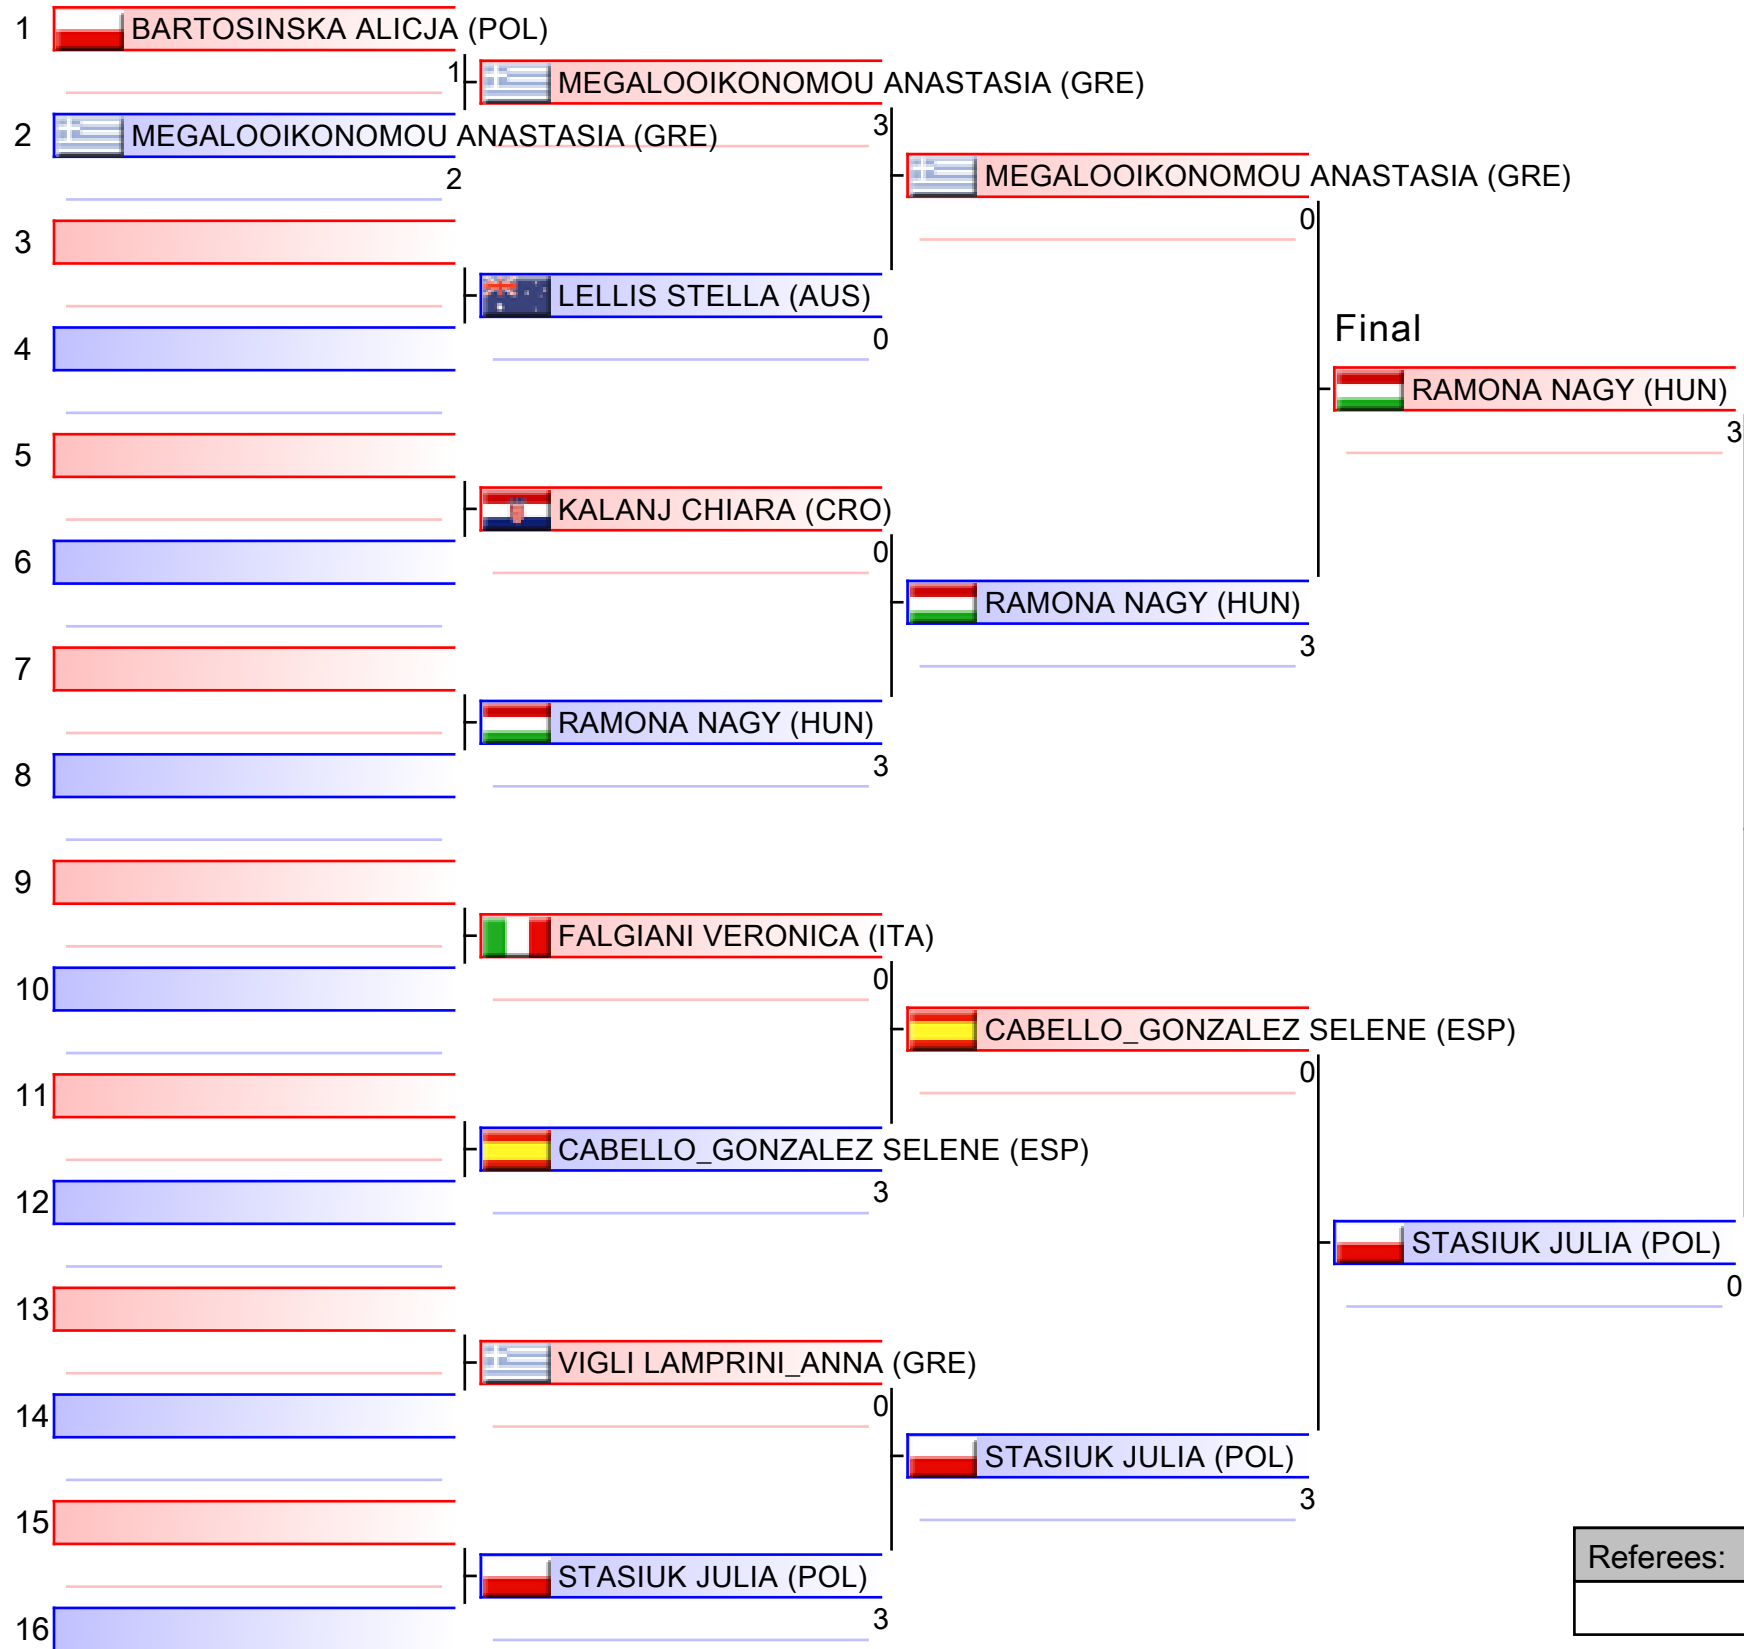 1 BARTOSINSKA ALICJA (POL)
1 MEGALOOIKONOMOU ANASTASIA (GRE)
3
2 MEGALOOIKONOMOU ANASTASIA (GRE)
2
MEGALOOIKONOMOU ANASTASIA (GRE)
0
3
LELLIS STELLA (AUS)
0
4
Final
RAMONA NAGY (HUN)
3
5
KALANJ CHIARA (CRO)
0
6
RAMONA NAGY (HUN)
3
7
RAMONA NAGY (HUN)
3
8
9
FALGIANI VERONICA (ITA)
0
10
CABELLO_GONZALEZ SELENE (ESP)
0
11
CABELLO_GONZALEZ SELENE (ESP)
3
12
STASIUK JULIA (POL)
0
13
VIGLI LAMPRINI_ANNA (GRE)
0
14
STASIUK JULIA (POL)
3
15
Referees:
STASIUK JULIA (POL)
3
16